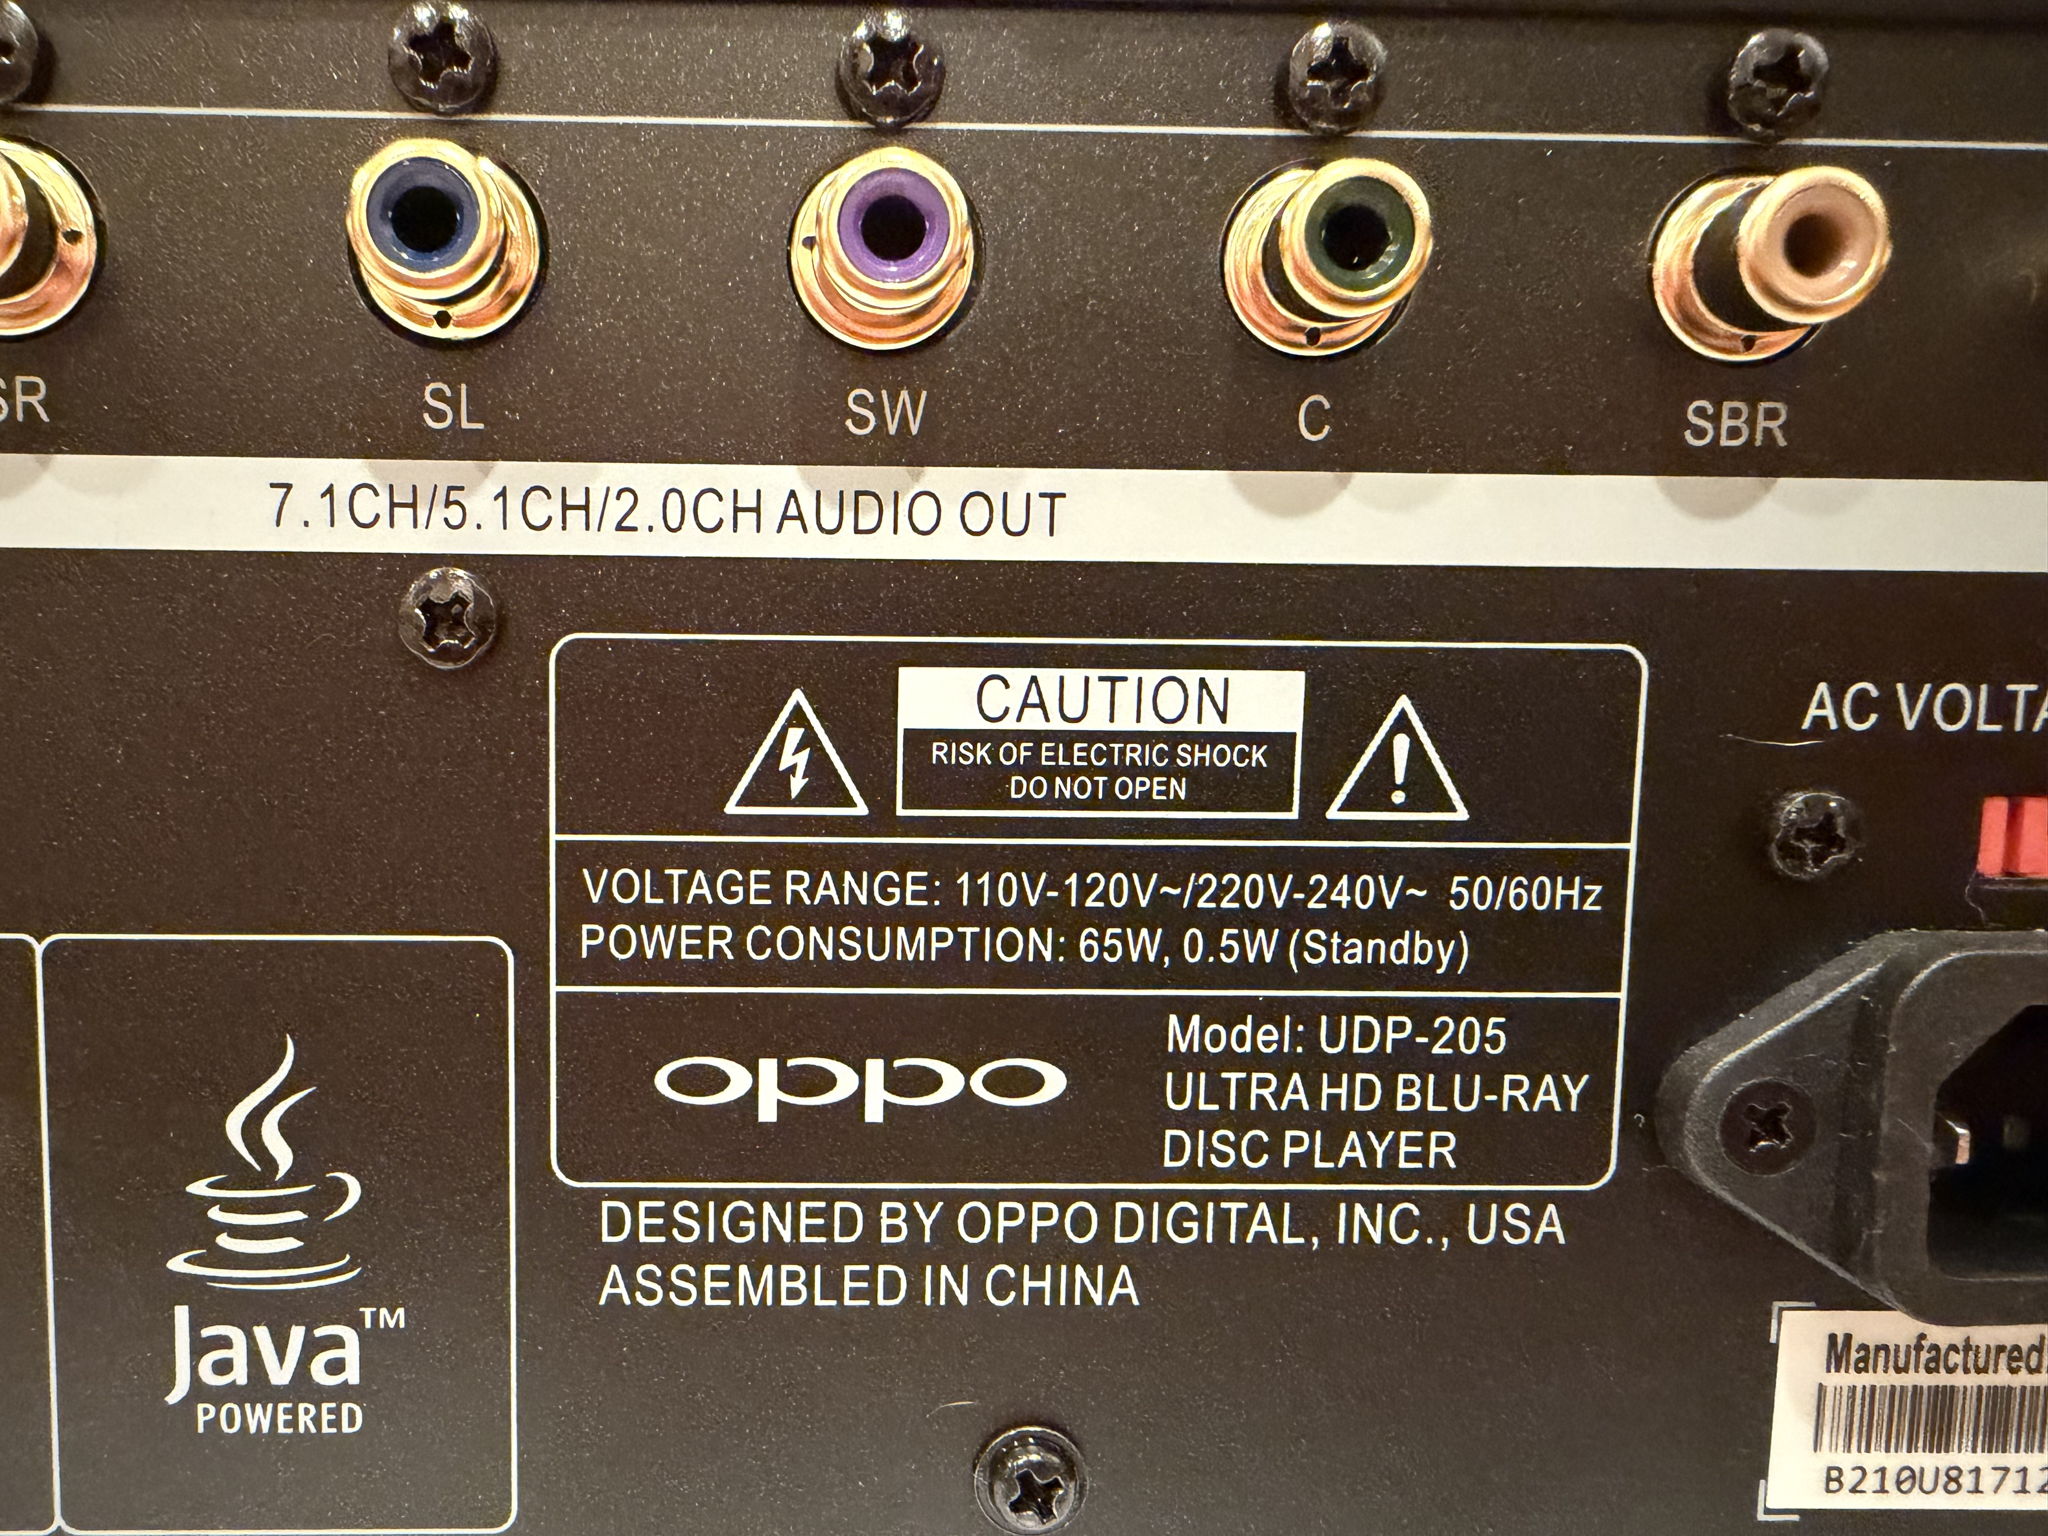 SR
SL
SW
C
SBR
7.1CH/5.1CH/2.0CH AUDIO OUT
CAUTION
RISK OF ELECTRIC SHOCK
DO NOT OPEN
AC
VOLTAGE RANGE: 110V-120V~/220V-240V~ 50/60Hz
POWER CONSUMPTION: 65W, 0.5W (Standby)
oppo
Model: UDP-205
ULTRA HD BLU-RAY
DISC PLAYER
DESIGNED BY OPPO DIGITAL, INC., USA
ASSEMBLED IN CHINA
Java™
POWERED
Manufactured